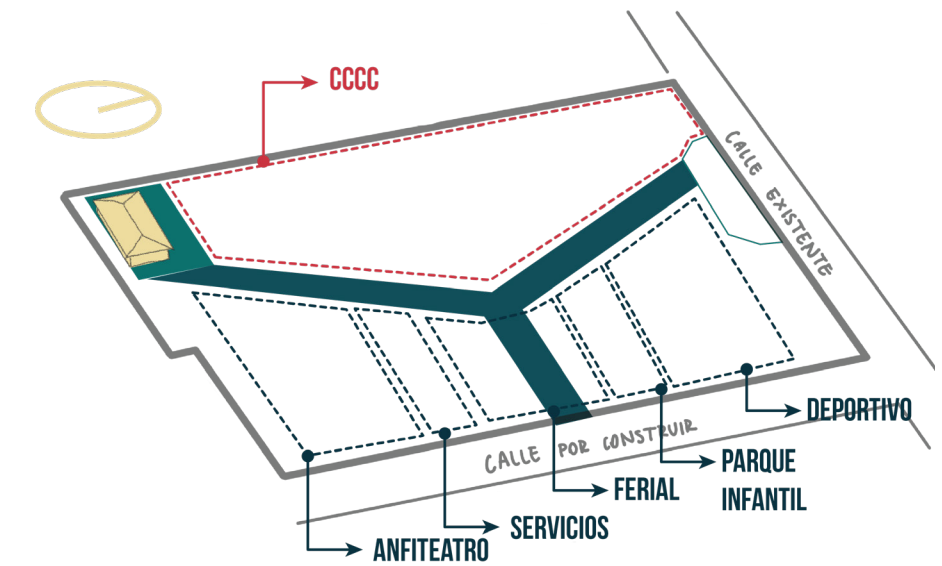 CCCC
CALLE EXISTENTE
DEPORTIVO
CALLE POR CONSTRUIR
PARQUE
INFANTIL
FERIAL
SERVICIOS
ANFITEATRO